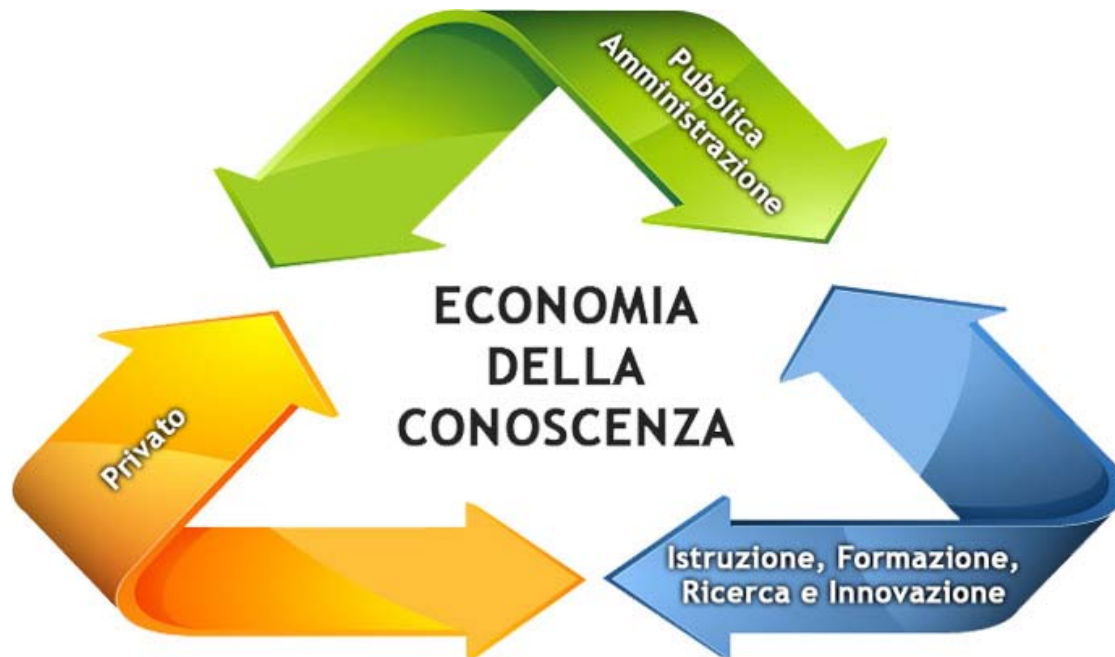 Pubblica
Amministrazione
ECONOMIA
DELLA
CONOSCENZA
Privato
Istruzione, Formazione,
Ricerca e Innovazione